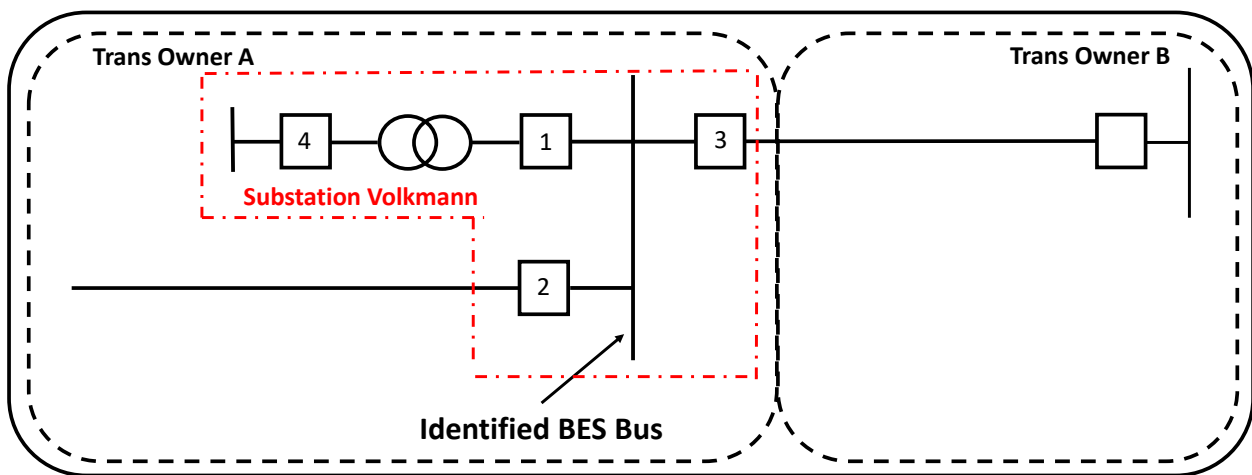 Trans Owner A
Trans Owner B
4
1
3
Substation Volkmann
2
Identified BES Bus